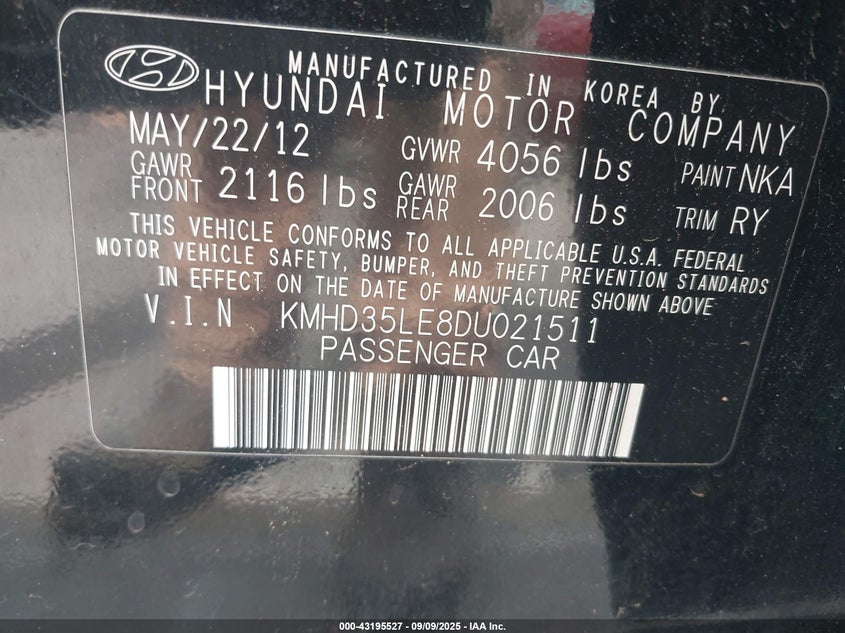 MANUFACTURED IN KOREA BY
HYUNDAI MOTOR COMPANY
MAY/22/12 GVWR 4056 lbs PAINT NKA
GAWR FRONT 2116 lbs GAWR REAR 2006 lbs TRIM RY
THIS VEHICLE CONFORMS TO ALL APPLICABLE U.S.A. FEDERAL
MOTOR VEHICLE SAFETY, BUMPER, AND THEFT PREVENTION STANDARDS
IN EFFECT ON THE DATE OF MANUFACTURE SHOWN ABOVE
V.I.N KMHD35LE8DU021511
PASSENGER CAR
000-43195527 - 09/09/2025 - IAA Inc.